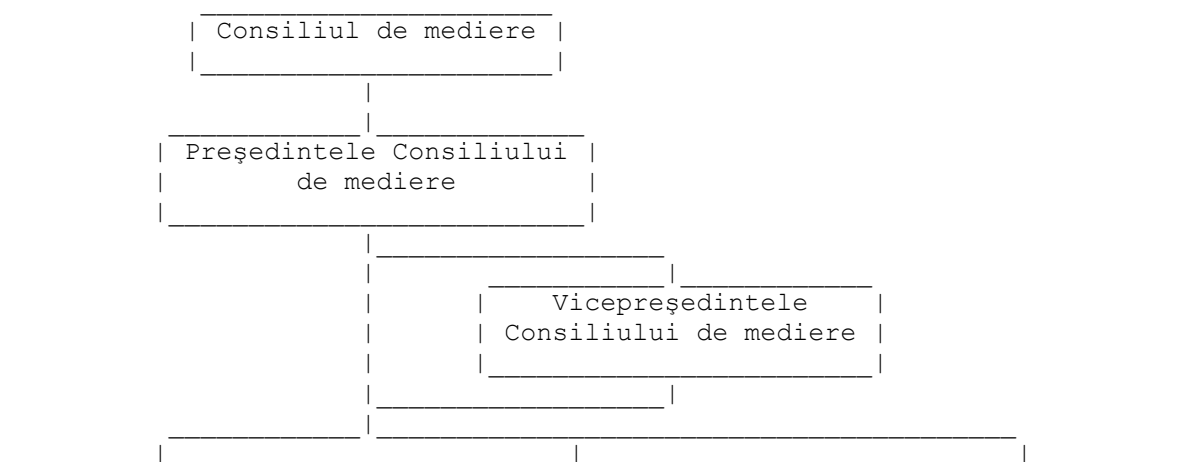 Consiliul de mediere
Preşedintele Consiliului
de mediere
Vicepreşedintele
Consiliului de mediere